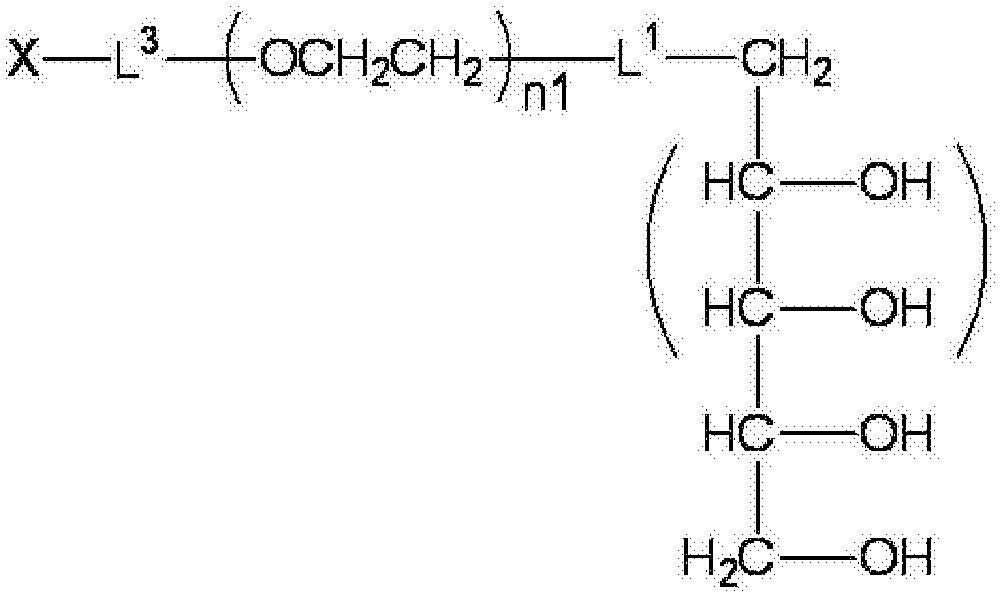 X—L³—(OCH₂CH₂)n1—L¹—CH₂
(HC—OH
HC—OH)
HC—OH
H₂C—OH